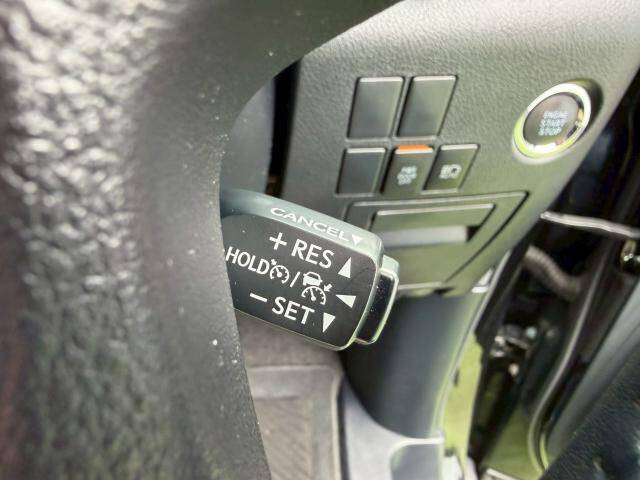 ENGINE
START
STOP
CANCEL▼
+ RES ▲
HOLD /
− SET ▼